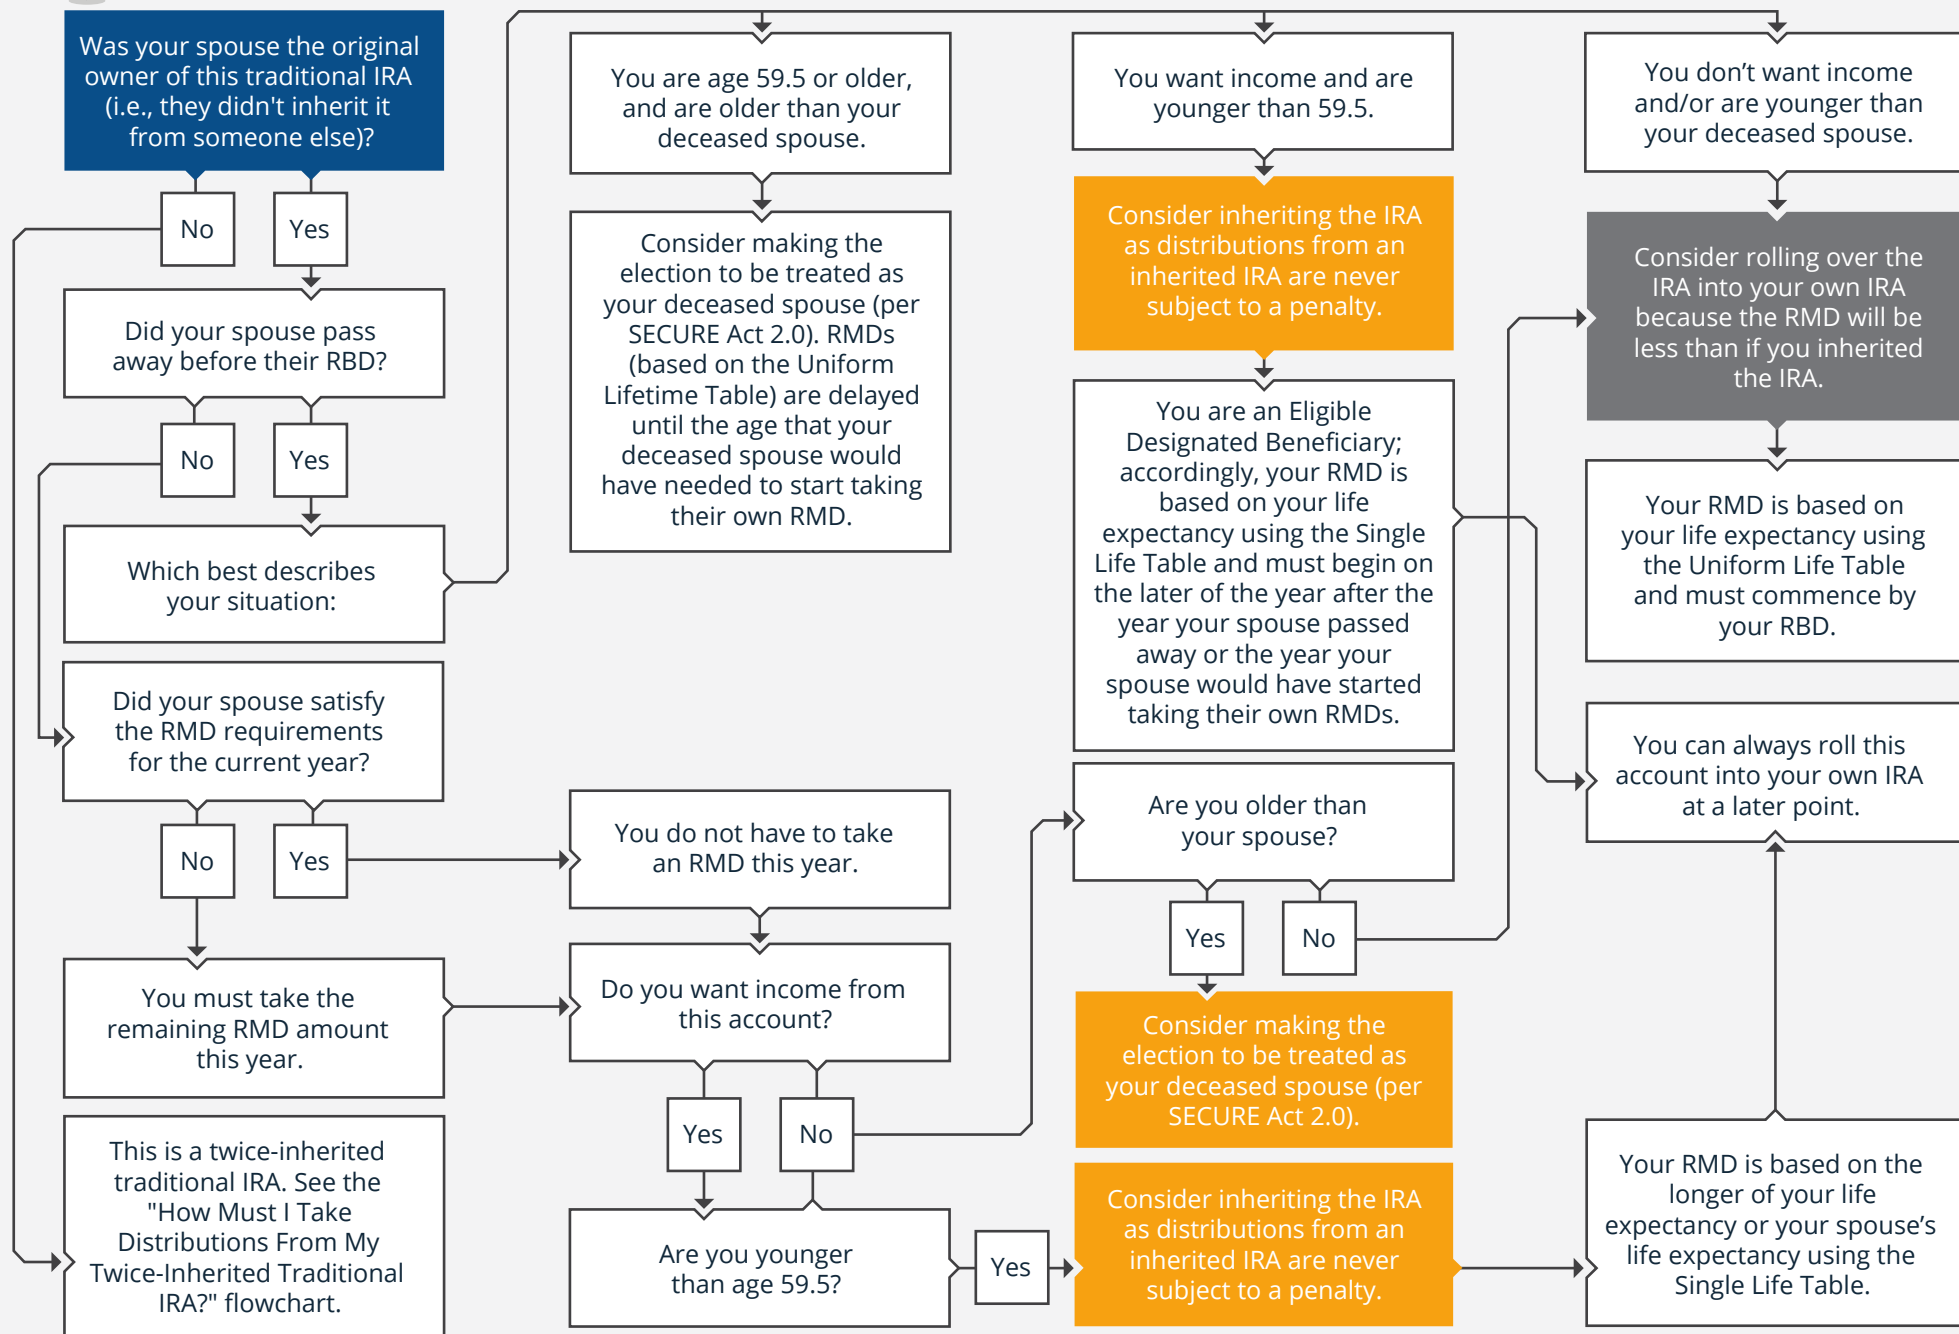 Was your spouse the original
owner of this traditional IRA
(i.e., they didn't inherit it
from someone else)?
No
Yes
Did your spouse pass
away before their RBD?
No
Yes
Which best describes
your situation:
Did your spouse satisfy
the RMD requirements
for the current year?
No
Yes
You must take the
remaining RMD amount
this year.
This is a twice-inherited
traditional IRA. See the
"How Must I Take
Distributions From My
Twice-Inherited Traditional
IRA?" flowchart.
You are age 59.5 or older,
and are older than your
deceased spouse.
Consider making the
election to be treated as
your deceased spouse (per
SECURE Act 2.0). RMDs
(based on the Uniform
Lifetime Table) are delayed
until the age that your
deceased spouse would
have needed to start taking
their own RMD.
You do not have to take
an RMD this year.
Do you want income from
this account?
Yes
No
Are you younger
than age 59.5?
Yes
You want income and are
younger than 59.5.
Consider inheriting the IRA
as distributions from an
inherited IRA are never
subject to a penalty.
You are an Eligible
Designated Beneficiary;
accordingly, your RMD is
based on your life
expectancy using the Single
Life Table and must begin on
the later of the year after the
year your spouse passed
away or the year your
spouse would have started
taking their own RMDs.
Are you older than
your spouse?
Yes
No
Consider making the
election to be treated as
your deceased spouse (per
SECURE Act 2.0).
Consider inheriting the IRA
as distributions from an
inherited IRA are never
subject to a penalty.
You don’t want income
and/or are younger than
your deceased spouse.
Consider rolling over the
IRA into your own IRA
because the RMD will be
less than if you inherited
the IRA.
Your RMD is based on
your life expectancy using
the Uniform Life Table
and must commence by
your RBD.
You can always roll this
account into your own IRA
at a later point.
Your RMD is based on the
longer of your life
expectancy or your spouse’s
life expectancy using the
Single Life Table.